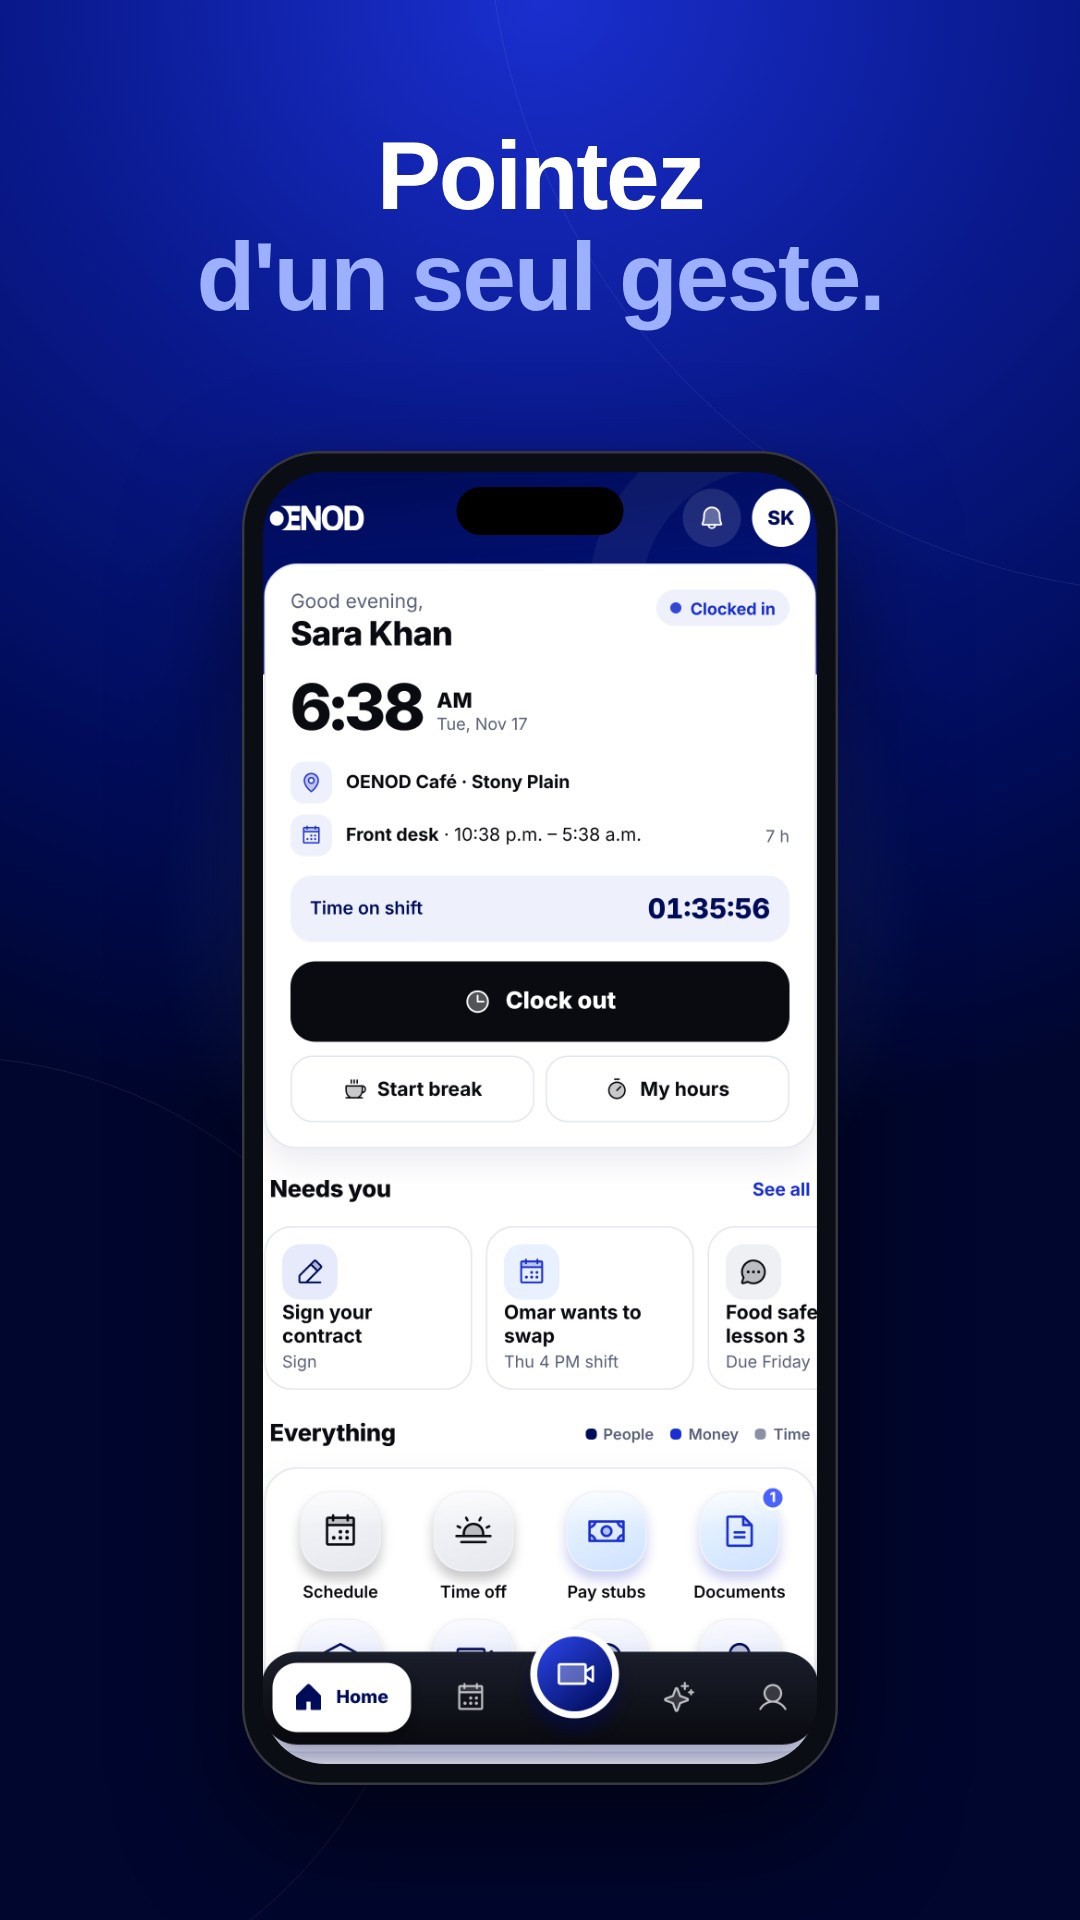 Pointez
d'un seul geste.
OENOD
SK
Good evening,
Clocked in
Sara Khan
6:38 AM
Tue, Nov 17
OENOD Café · Stony Plain
Front desk · 10:38 p.m. – 5:38 a.m. 7 h
Time on shift 01:35:56
Clock out
Start break My hours
Needs you See all
Sign your
contract
Sign
Omar wants to
swap
Thu 4 PM shift
Food safe
lesson 3
Due Friday
Everything People Money Time
1
Schedule Time off Pay stubs Documents
Home